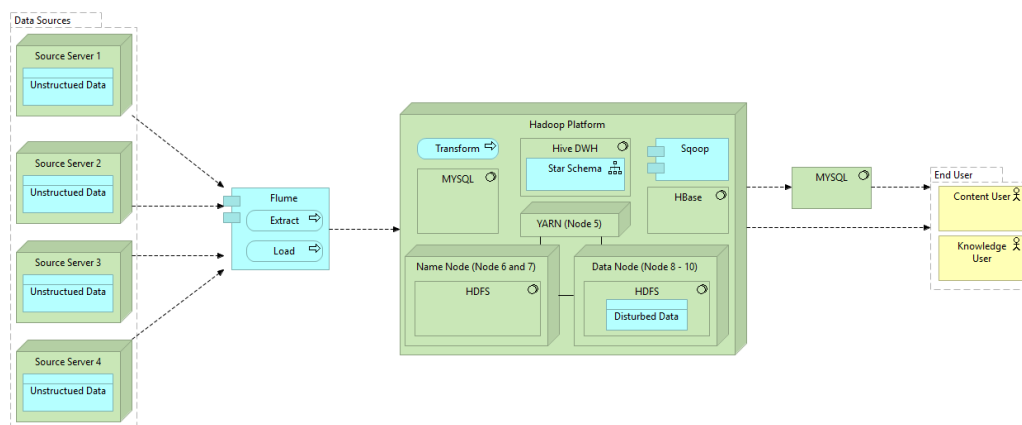 Data Sources
Source Server 1
Unstructued Data
Source Server 2
Unstructued Data
Source Server 3
Unstructued Data
Source Server 4
Unstructued Data
Flume
Extract
Load
Hadoop Platform
Transform
Hive DWH
Star Schema
Sqoop
MYSQL
HBase
YARN (Node 5)
Name Node (Node 6 and 7)
HDFS
Data Node (Node 8 - 10)
HDFS
Disturbed Data
MYSQL
End User
Content User
Knowledge
User